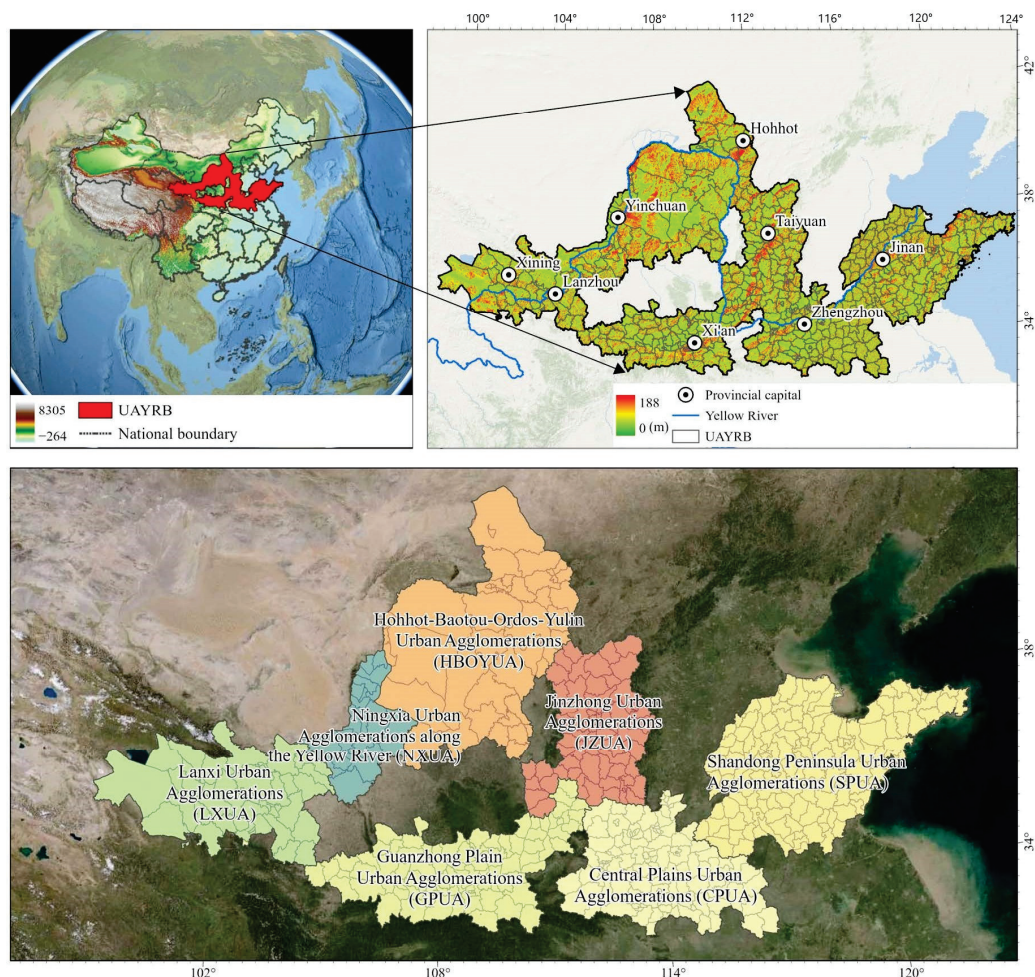 8305
−264
UAYRB
National boundary
100° 104° 108° 112° 116° 120° 124°
42°
38°
34°
Hohhot
Yinchuan
Taiyuan
Jinan
Xining
Lanzhou
Zhengzhou
Xi'an
188
0 (m)
Provincial capital
Yellow River
UAYRB
120°
Hohhot-Baotou-Ordos-Yulin
Urban Agglomerations
(HBOYUA)
Ningxia Urban
Agglomerations along
the Yellow River (NXUA)
Jinzhong Urban
Agglomerations
(JZUA)
Lanxi Urban
Agglomerations
(LXUA)
Shandong Peninsula Urban
Agglomerations (SPUA)
Guanzhong Plain
Urban Agglomerations
(GPUA)
Central Plains Urban
Agglomerations (CPUA)
38°
34°
102° 108° 114° 120°